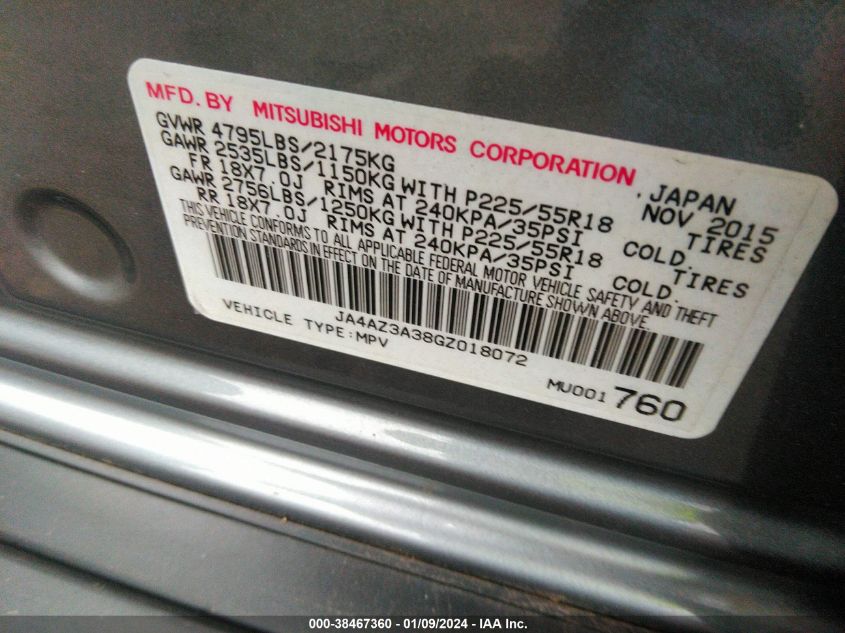 MFD. BY MITSUBISHI MOTORS CORPORATION
GVWR 4795LBS/2175KG JAPAN
GAWR 2535LBS/1150KG WITH P225/55R18 NOV 2015
FR 18X7.0J RIMS AT 240KPA/35PSI COLD. TIRES
GAWR 2756LBS/1250KG WITH P225/55R18 TIRES
RR 18X7.0J RIMS AT 240KPA/35PSI COLD.
THIS VEHICLE CONFORMS TO ALL APPLICABLE FEDERAL MOTOR VEHICLE SAFETY AND THEFT
PREVENTION STANDARDS IN EFFECT ON THE DATE OF MANUFACTURE SHOWN ABOVE.
JA4AZ3A38GZ018072
VEHICLE TYPE:MPV
MU001 760
000-38467360 - 01/09/2024 - IAA Inc.